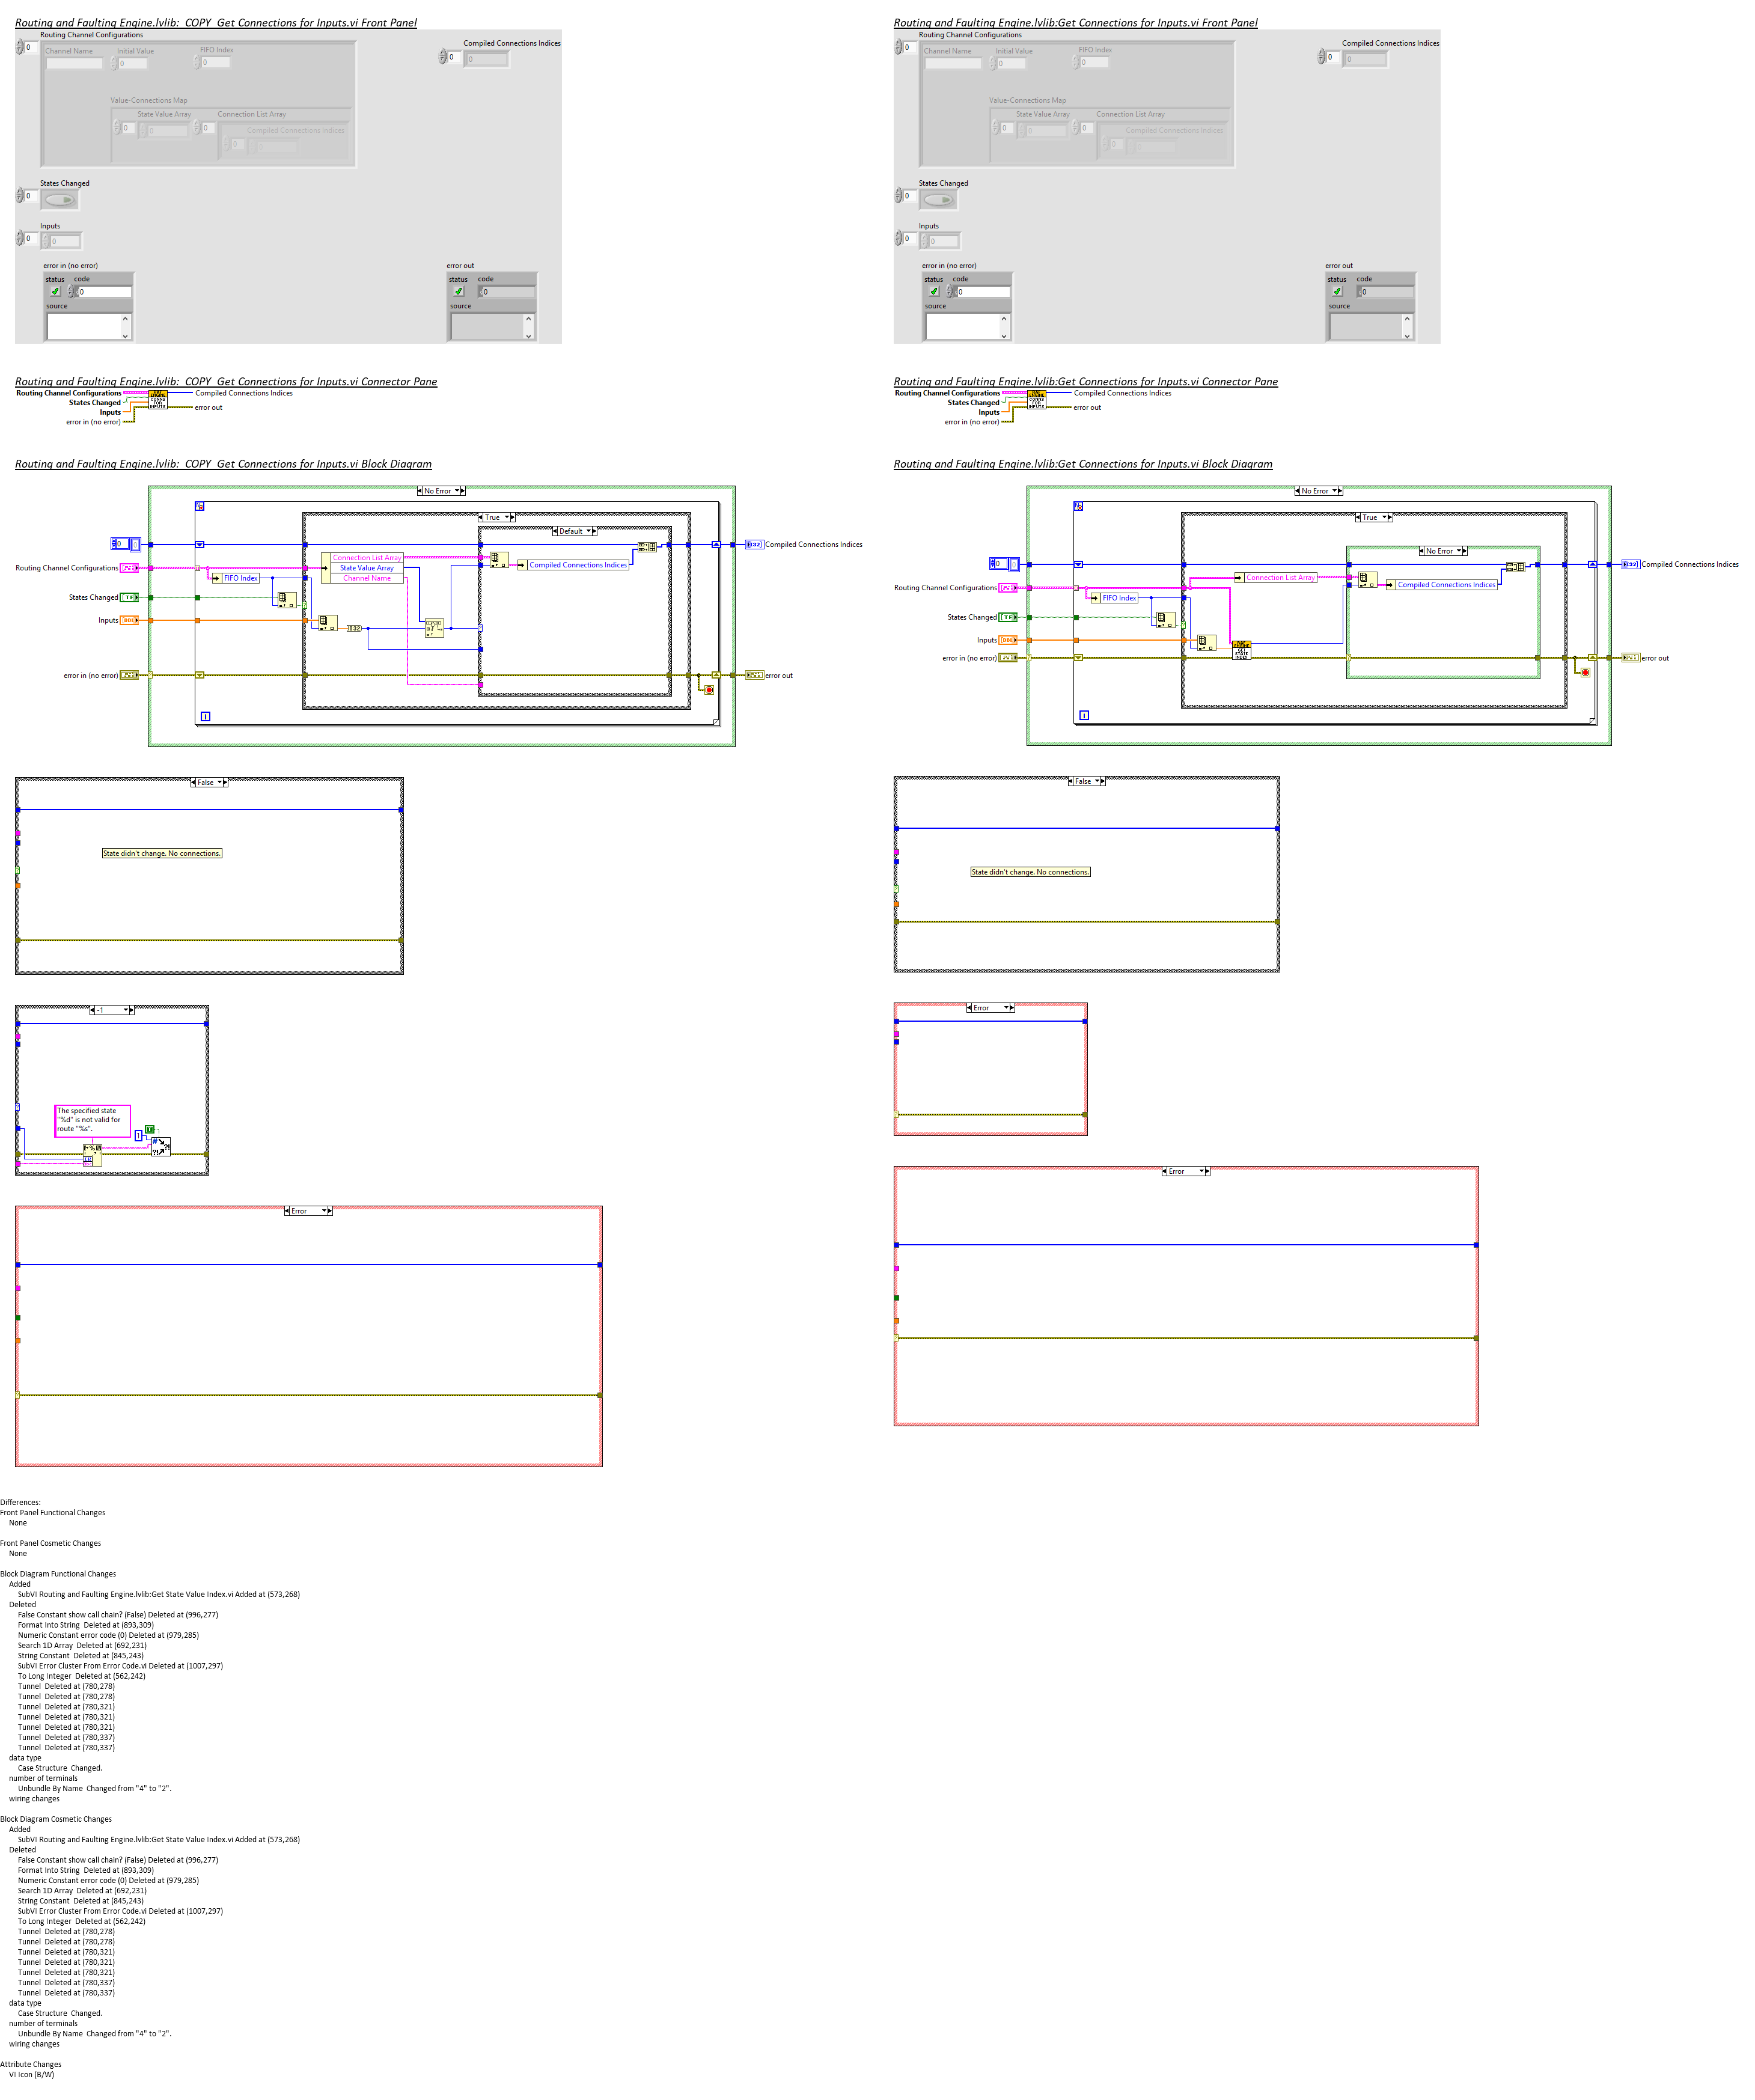 Routing and Faulting Engine.lvlib:_COPY_Get Connections for Inputs.vi Front Panel
Routing Channel Configurations
0
Channel Name
Initial Value
FIFO Index
0
0
Compiled Connections Indices
0
0
Value-Connections Map
State Value Array
Connection List Array
0
0
0
Compiled Connections Indices
0
0
States Changed
0
Inputs
0
0
error in (no error)
status
code
0
source
error out
status
code
0
source
Routing and Faulting Engine.lvlib:Get Connections for Inputs.vi Front Panel
Routing Channel Configurations
0
Channel Name
Initial Value
FIFO Index
0
0
Compiled Connections Indices
0
0
Value-Connections Map
State Value Array
Connection List Array
0
0
0
Compiled Connections Indices
0
0
States Changed
0
Inputs
0
0
error in (no error)
status
code
0
source
error out
status
code
0
source
Routing and Faulting Engine.lvlib:_COPY_Get Connections for Inputs.vi Connector Pane
Routing Channel Configurations
States Changed
Inputs
error in (no error)
Compiled Connections Indices
error out
Routing and Faulting Engine.lvlib:Get Connections for Inputs.vi Connector Pane
Routing Channel Configurations
States Changed
Inputs
error in (no error)
Compiled Connections Indices
error out
Routing and Faulting Engine.lvlib:_COPY_Get Connections for Inputs.vi Block Diagram
No Error
True
Default
0
Routing Channel Configurations
States Changed
TF
Inputs
error in (no error)
FIFO Index
Connection List Array
State Value Array
Channel Name
I32
Compiled Connections Indices
I32
Compiled Connections Indices
error out
i
Routing and Faulting Engine.lvlib:Get Connections for Inputs.vi Block Diagram
No Error
True
No Error
0
Routing Channel Configurations
States Changed
TF
Inputs
error in (no error)
FIFO Index
Connection List Array
GET
STATE
INDEX
Compiled Connections Indices
I32
Compiled Connections Indices
error out
i
False
State didn't change. No connections.
False
State didn't change. No connections.
-1
The specified state
"%d" is not valid for
route "%s".
Error
Error
Error
Differences:
Front Panel Functional Changes
None
Front Panel Cosmetic Changes
None
Block Diagram Functional Changes
Added
SubVI Routing and Faulting Engine.lvlib:Get State Value Index.vi Added at (573,268)
Deleted
False Constant show call chain? (False) Deleted at (996,277)
Format Into String  Deleted at (893,309)
Numeric Constant error code (0) Deleted at (979,285)
Search 1D Array  Deleted at (692,231)
String Constant  Deleted at (845,243)
SubVI Error Cluster From Error Code.vi Deleted at (1007,297)
To Long Integer  Deleted at (562,242)
Tunnel  Deleted at (780,278)
Tunnel  Deleted at (780,278)
Tunnel  Deleted at (780,321)
Tunnel  Deleted at (780,321)
Tunnel  Deleted at (780,321)
Tunnel  Deleted at (780,337)
Tunnel  Deleted at (780,337)
data type
Case Structure  Changed.
number of terminals
Unbundle By Name  Changed from "4" to "2".
wiring changes
Block Diagram Cosmetic Changes
Added
SubVI Routing and Faulting Engine.lvlib:Get State Value Index.vi Added at (573,268)
Deleted
False Constant show call chain? (False) Deleted at (996,277)
Format Into String  Deleted at (893,309)
Numeric Constant error code (0) Deleted at (979,285)
Search 1D Array  Deleted at (692,231)
String Constant  Deleted at (845,243)
SubVI Error Cluster From Error Code.vi Deleted at (1007,297)
To Long Integer  Deleted at (562,242)
Tunnel  Deleted at (780,278)
Tunnel  Deleted at (780,278)
Tunnel  Deleted at (780,321)
Tunnel  Deleted at (780,321)
Tunnel  Deleted at (780,321)
Tunnel  Deleted at (780,337)
Tunnel  Deleted at (780,337)
data type
Case Structure  Changed.
number of terminals
Unbundle By Name  Changed from "4" to "2".
wiring changes
Attribute Changes
VI Icon (B/W)